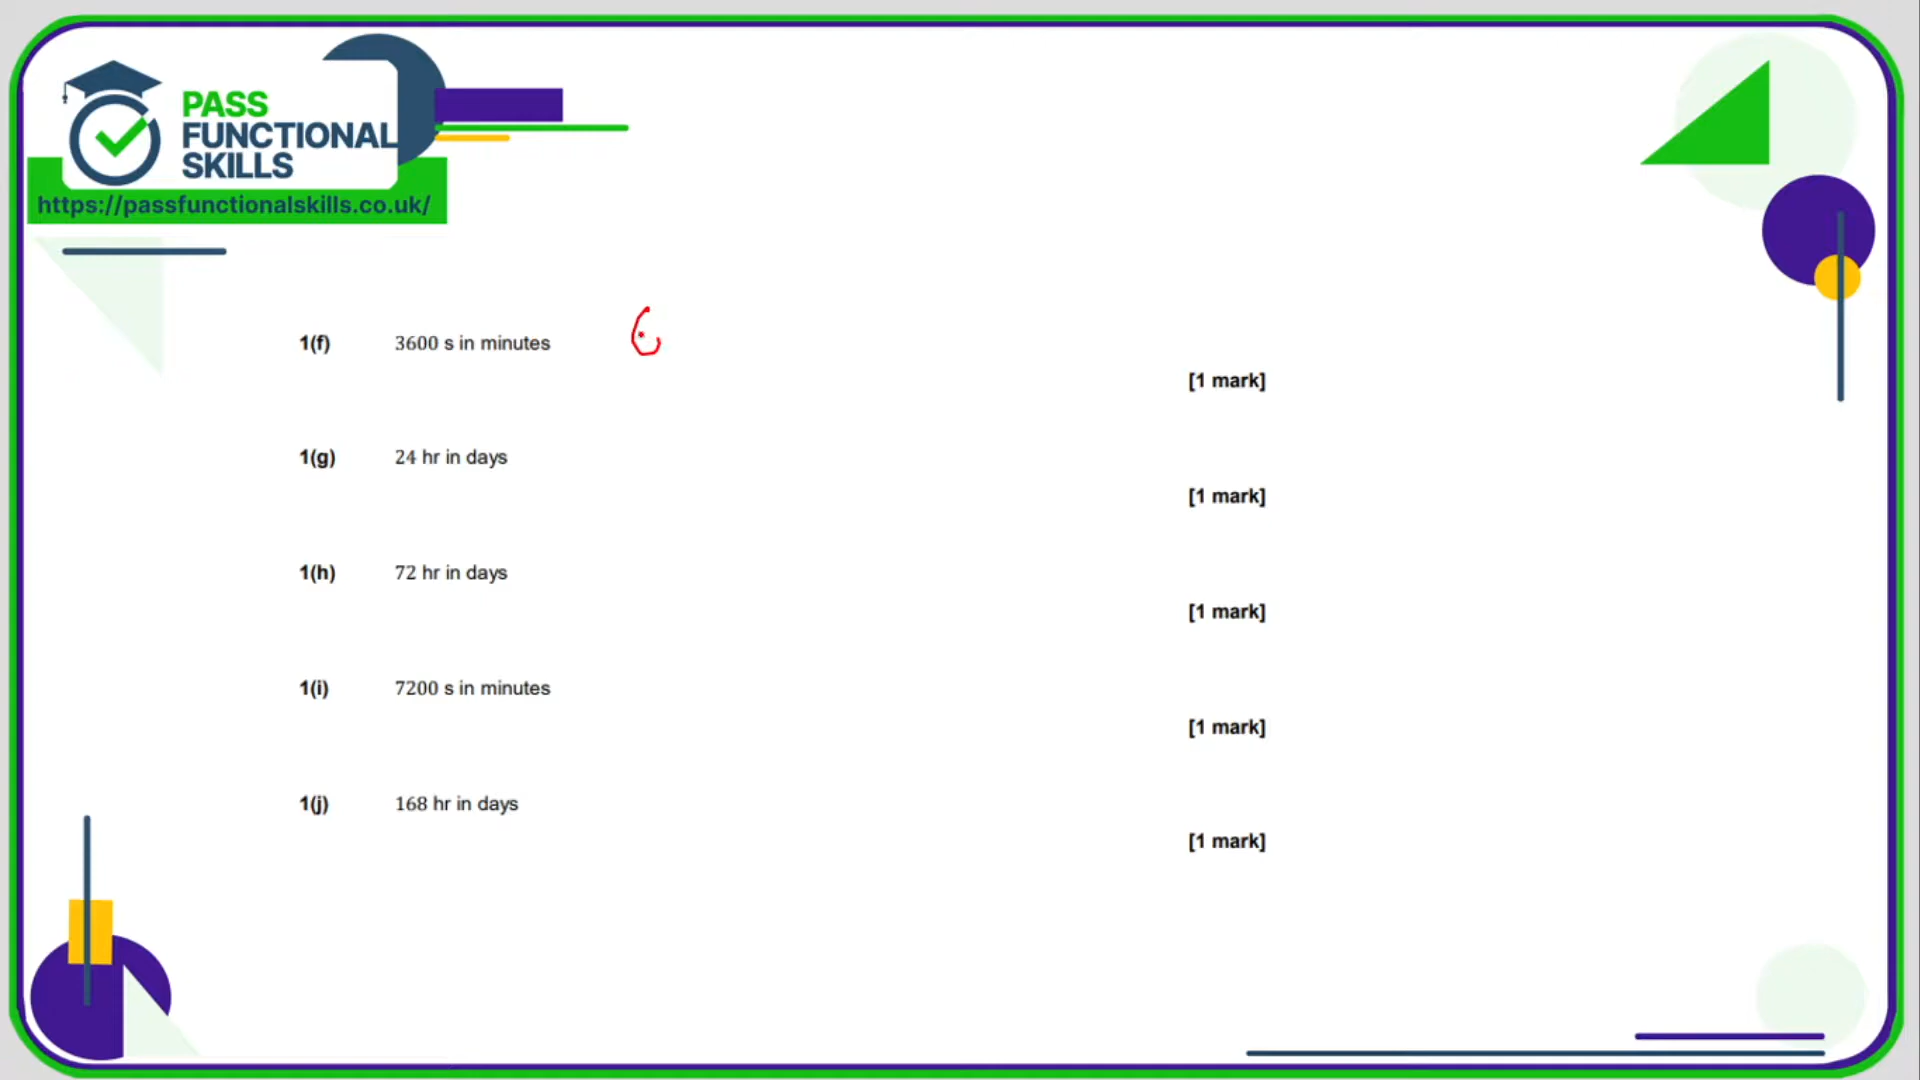 PASS
FUNCTIONAL
SKILLS
https://passfunctionalskills.co.uk/
1(f) 3600 s in minutes 6
[1 mark]
1(g) 24 hr in days
[1 mark]
1(h) 72 hr in days
[1 mark]
1(i) 7200 s in minutes
[1 mark]
1(j) 168 hr in days
[1 mark]